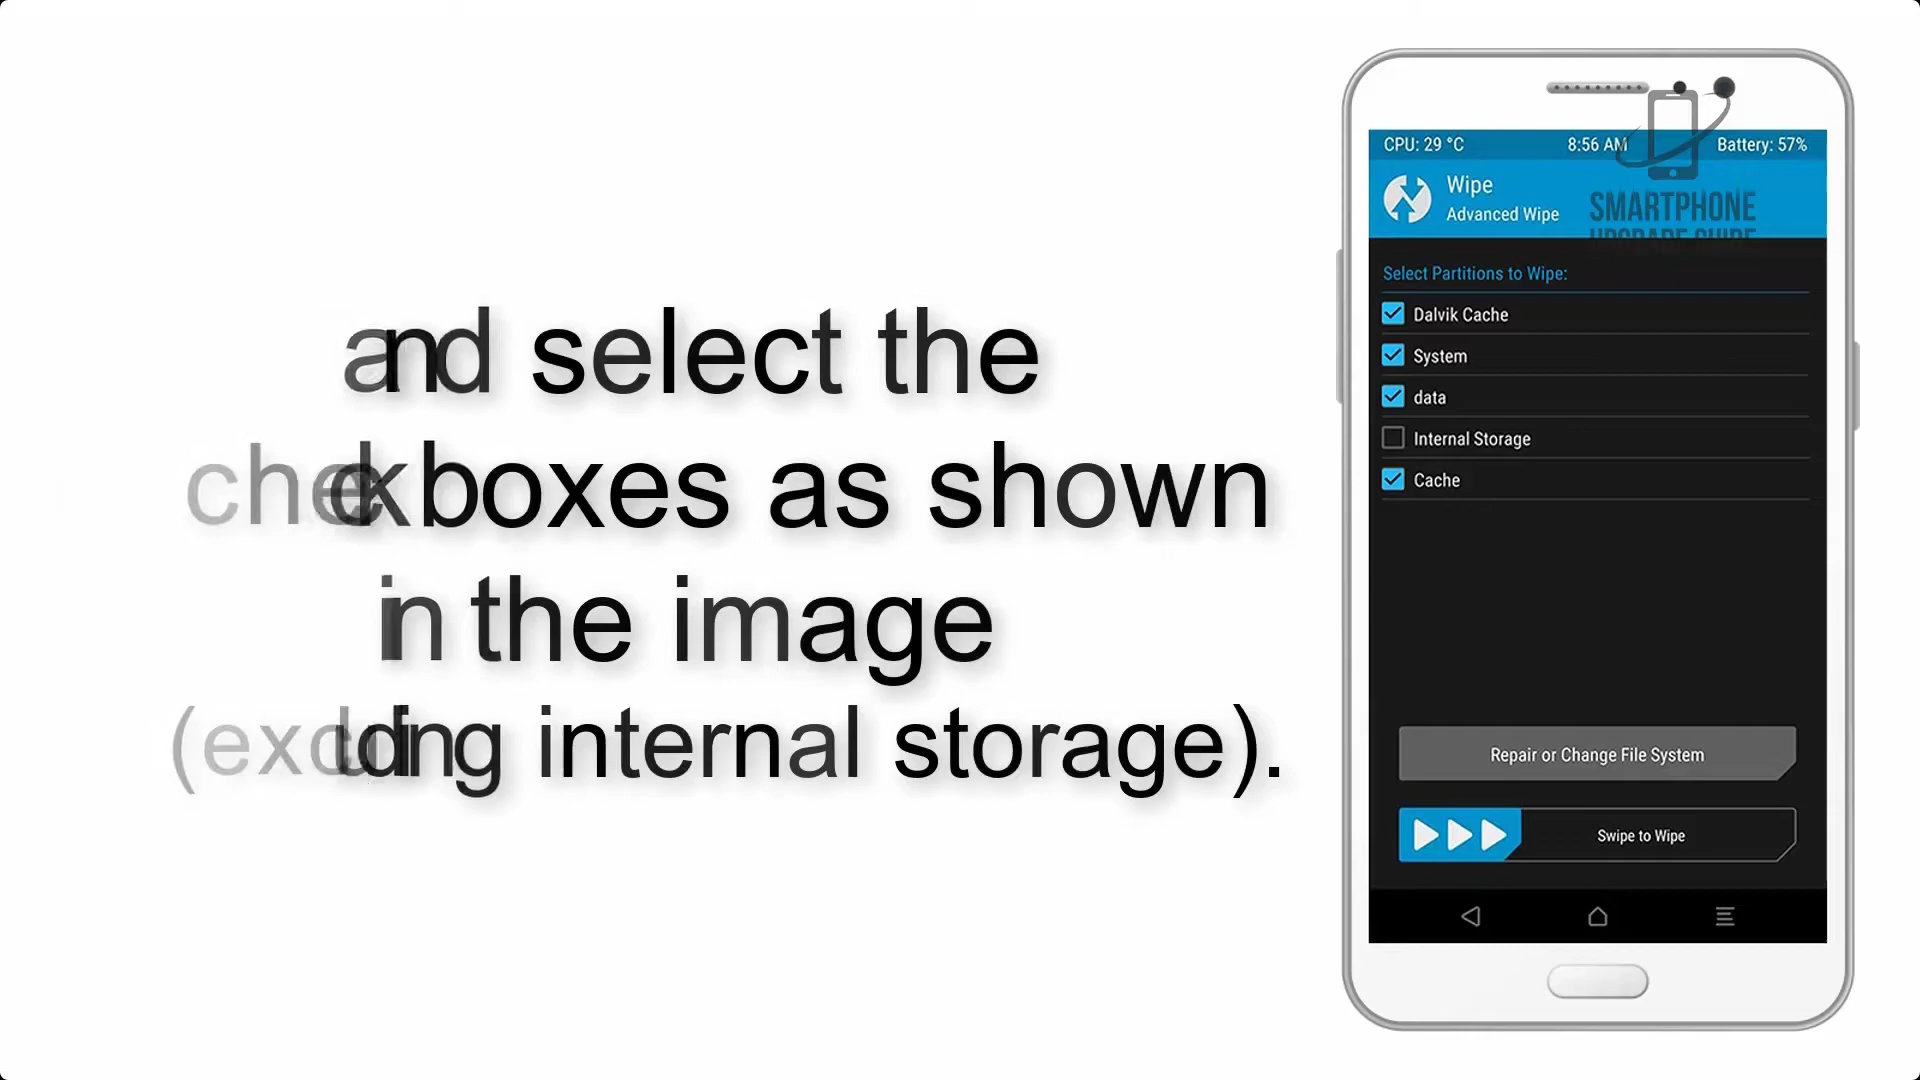 and select the
checkboxes as shown
in the image
(excluding internal storage).
CPU: 29 °C
8:56 AM
Battery: 57%
Wipe
Advanced Wipe
SMARTPHONE
UPGRADE GUIDE
Select Partitions to Wipe:
Dalvik Cache
System
data
Internal Storage
Cache
Repair or Change File System
Swipe to Wipe